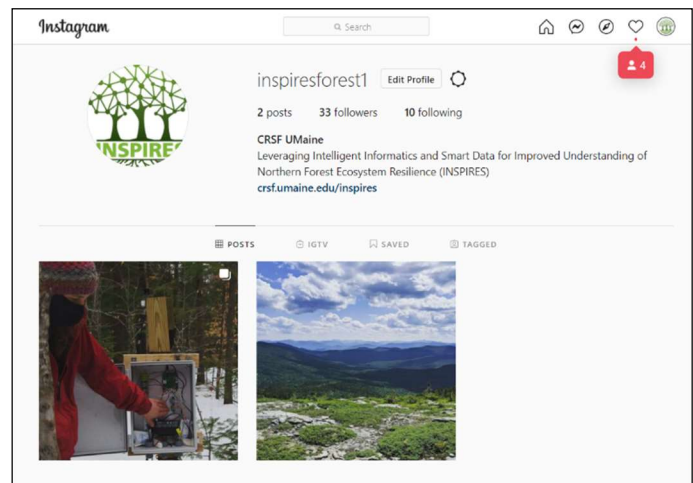 Instagram
Search
4
inspiresforest1 Edit Profile
2 posts 33 followers 10 following
CRSF UMaine
Leveraging Intelligent Informatics and Smart Data for Improved Understanding of
Northern Forest Ecosystem Resilience (INSPIRES)
crsf.umaine.edu/inspires
INSPIRES
POSTS IGTV SAVED TAGGED